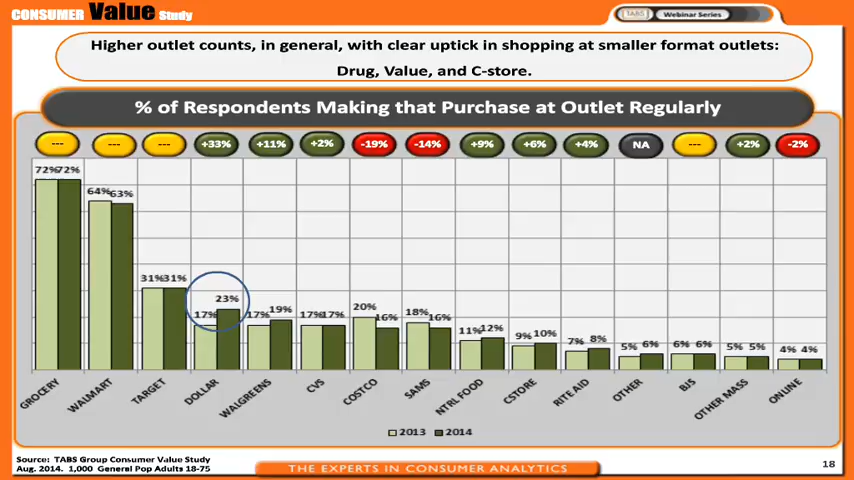 CONSUMER Value Study
TABS Webinar Series
Higher outlet counts, in general, with clear uptick in shopping at smaller format outlets:
Drug, Value, and C-store.
% of Respondents Making that Purchase at Outlet Regularly
--- --- --- +33% +11% +2% -19% -14% +9% +6% +4% NA --- +2% -2%
72% 72% 64% 63% 31% 31% 17% 23% 17% 19% 17% 17% 20% 16% 18% 16% 11% 12% 9% 10% 7% 8% 5% 6% 6% 6% 5% 5% 4% 4%
GROCERY WALMART TARGET DOLLAR WALGREENS CVS COSTCO SAMS NTRL FOOD CSTORE RITE AID OTHER BJS OTHER MASS ONLINE
2013 2014
Source: TABS Group Consumer Value Study
Aug. 2014. 1,000 General Pop Adults 18-75
THE EXPERTS IN CONSUMER ANALYTICS
18